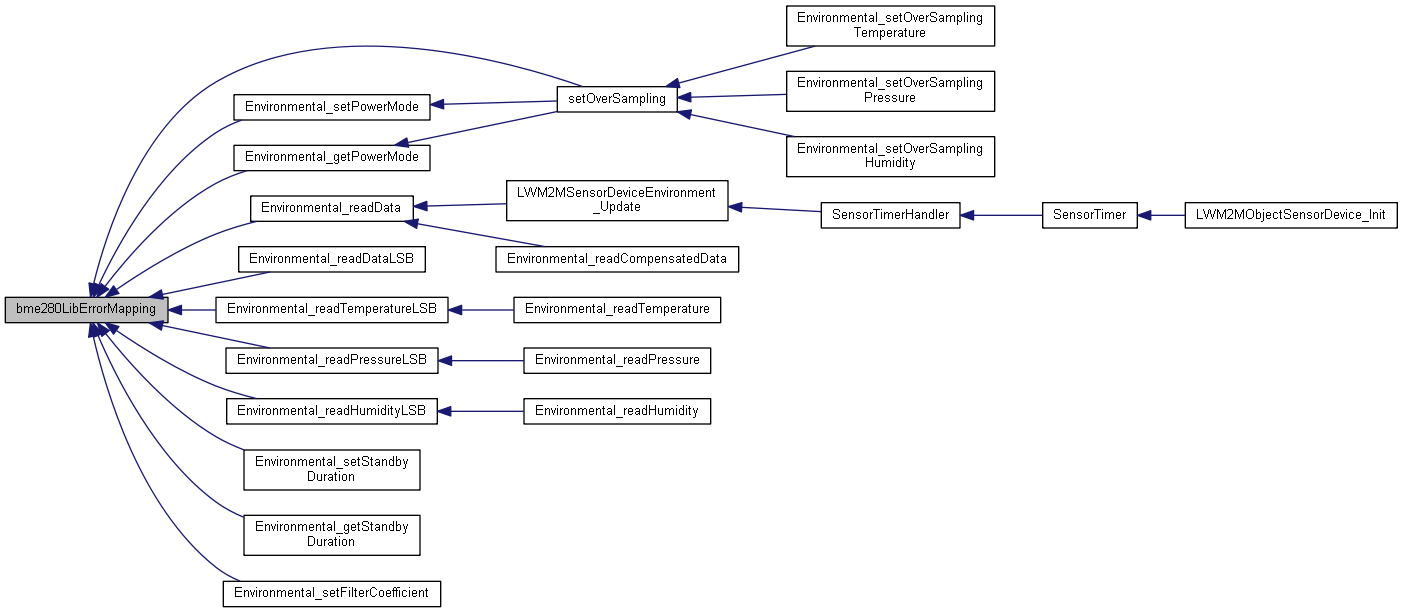 Environmental_setOverSampling
Temperature
Environmental_setOverSampling
Pressure
setOverSampling
Environmental_setPowerMode
Environmental_setOverSampling
Humidity
Environmental_getPowerMode
LWM2MSensorDeviceEnvironment
_Update
Environmental_readData
SensorTimerHandler
SensorTimer
LWM2MObjectSensorDevice_Init
Environmental_readDataLSB
Environmental_readCompensatedData
bme280LibErrorMapping
Environmental_readTemperatureLSB
Environmental_readTemperature
Environmental_readPressureLSB
Environmental_readPressure
Environmental_readHumidityLSB
Environmental_readHumidity
Environmental_setStandby
Duration
Environmental_getStandby
Duration
Environmental_setFilterCoefficient